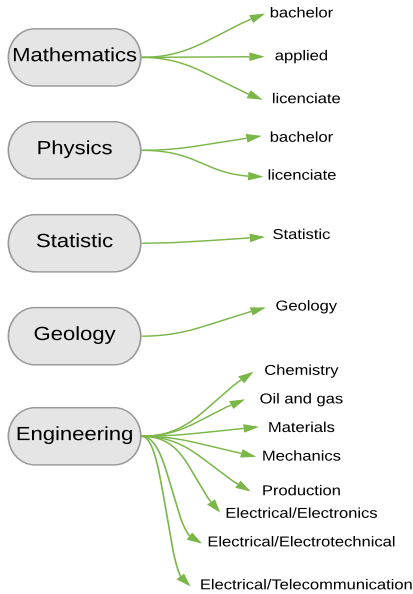 Mathematics
bachelor
applied
licenciate
Physics
bachelor
licenciate
Statistic
Statistic
Geology
Geology
Engineering
Chemistry
Oil and gas
Materials
Mechanics
Production
Electrical/Electronics
Electrical/Electrotechnical
Electrical/Telecommunication